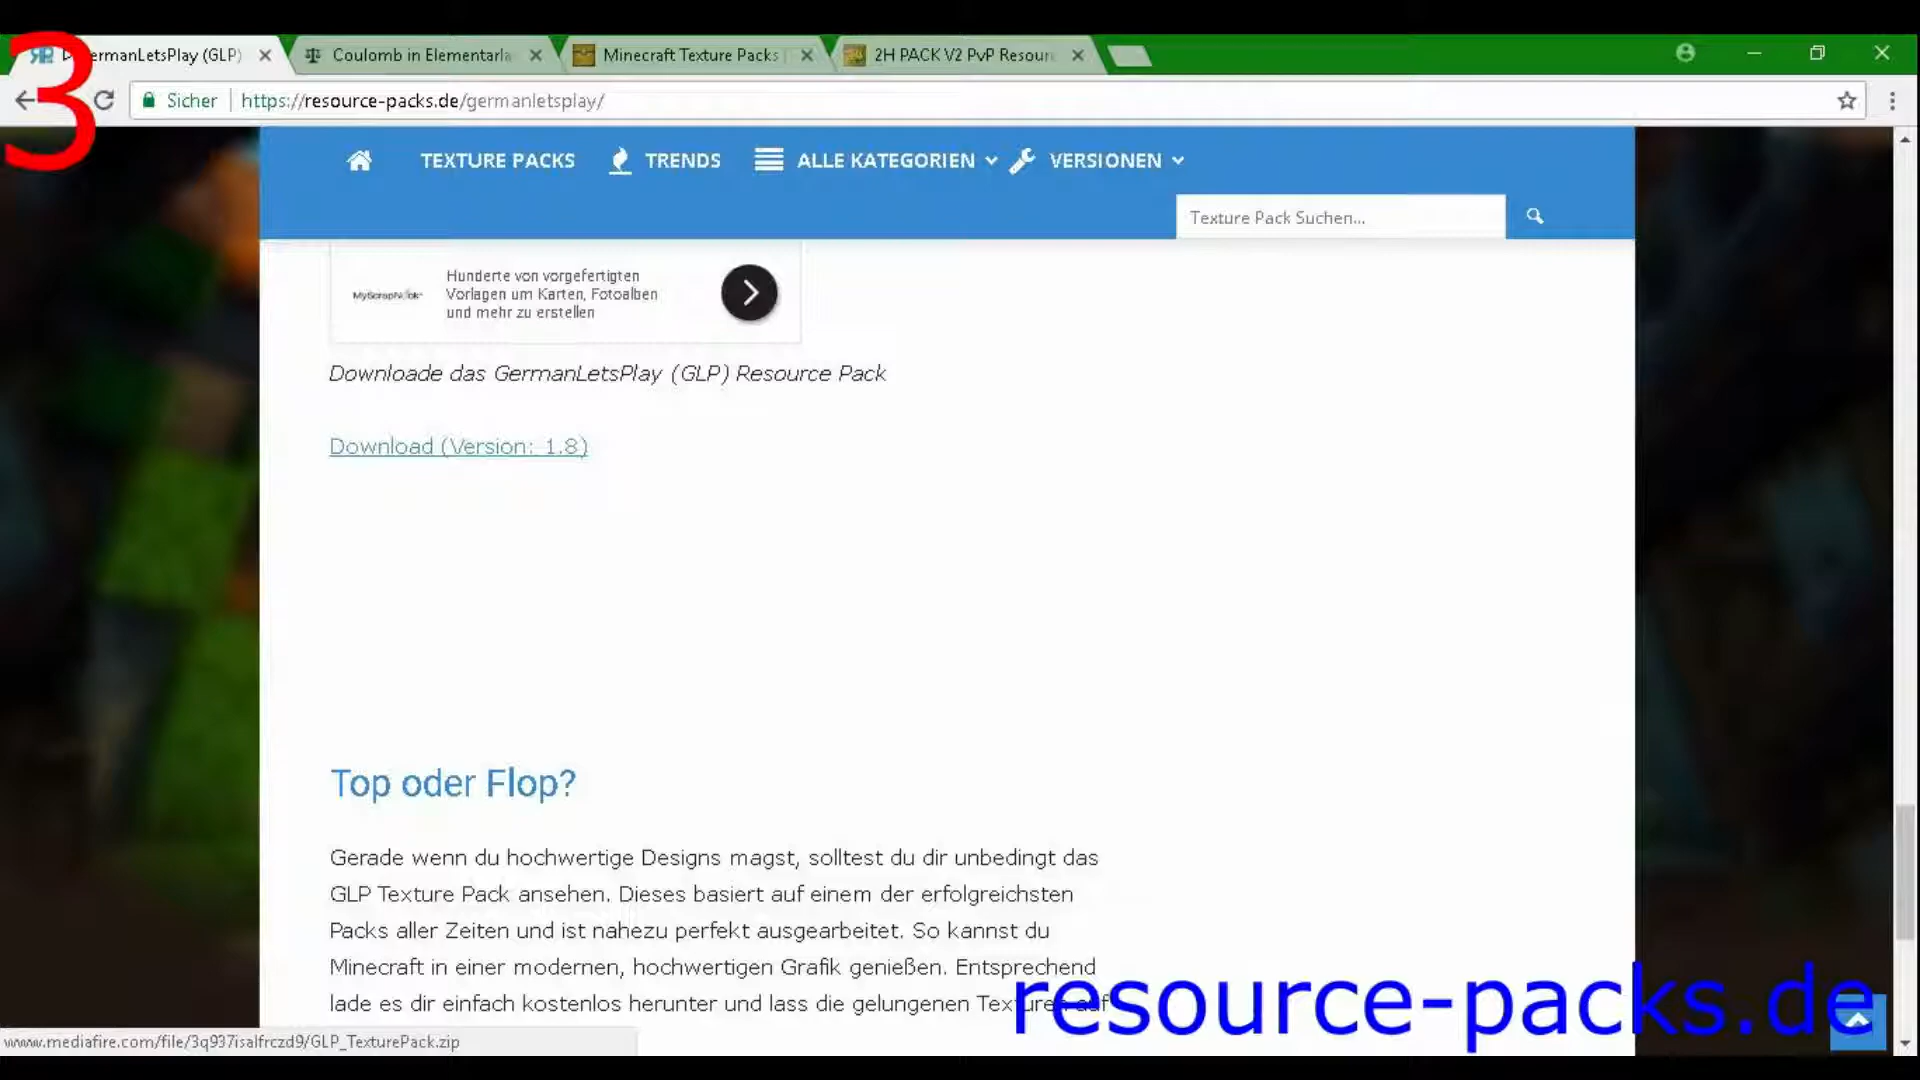 3
ermanLetsPlay (GLP)
Coulomb in Elementarla
Minecraft Texture Packs
2H PACK V2 PvP Resour
Sicher
https://resource-packs.de/germanletsplay/
TEXTURE PACKS
TRENDS
ALLE KATEGORIEN
VERSIONEN
Texture Pack Suchen...
Hunderte von vorgefertigten
Vorlagen um Karten, Fotoalben
und mehr zu erstellen
Downloade das GermanLetsPlay (GLP) Resource Pack
Download (Version: 1.8)
Top oder Flop?
Gerade wenn du hochwertige Designs magst, solltest du dir unbedingt das
GLP Texture Pack ansehen. Dieses basiert auf einem der erfolgreichsten
Packs aller Zeiten und ist nahezu perfekt ausgearbeitet. So kannst du
Minecraft in einer modernen, hochwertigen Grafik genießen. Entsprechend
lade es dir einfach kostenlos herunter und lass die gelungenen Texturen auf
resource-packs.de
www.mediafire.com/file/3q937isalfrczd9/GLP_TexturePack.zip